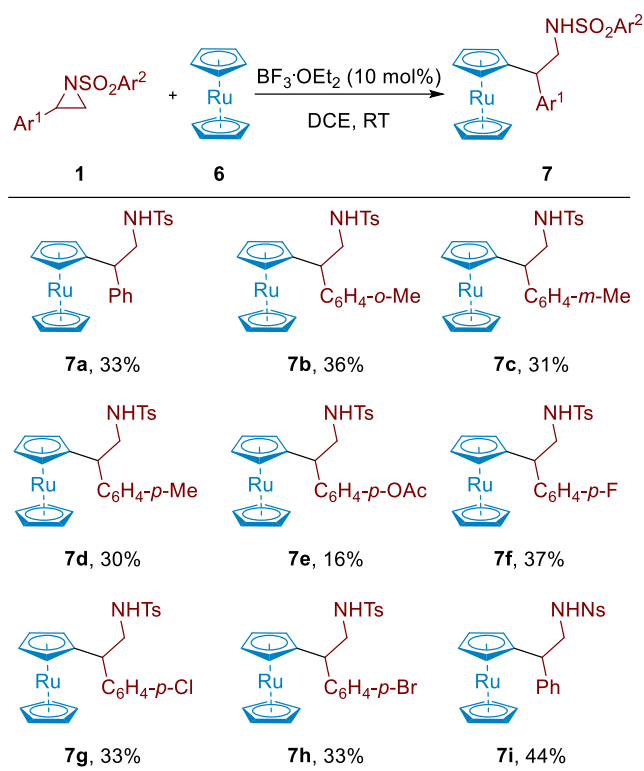 NSO2Ar2
Ar1
+
Ru
BF3·OEt2 (10 mol%)
DCE, RT
NHSO2Ar2
Ru
Ar1
1 6 7
NHTs NHTs NHTs
Ru Ph Ru C6H4-o-Me Ru C6H4-m-Me
7a, 33% 7b, 36% 7c, 31%
NHTs NHTs NHTs
Ru C6H4-p-Me Ru C6H4-p-OAc Ru C6H4-p-F
7d, 30% 7e, 16% 7f, 37%
NHTs NHTs NHNs
Ru C6H4-p-Cl Ru C6H4-p-Br Ru Ph
7g, 33% 7h, 33% 7i, 44%